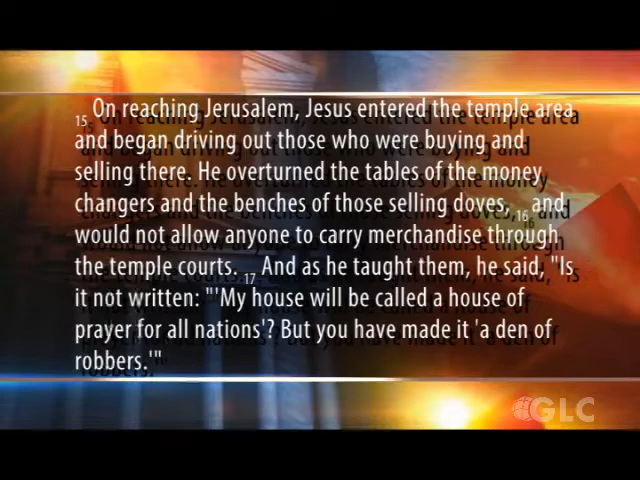 15 On reaching Jerusalem, Jesus entered the temple area
and began driving out those who were buying and
selling there. He overturned the tables of the money
changers and the benches of those selling doves, 16 and
would not allow anyone to carry merchandise through
the temple courts. 17 And as he taught them, he said, "Is
it not written: "'My house will be called a house of
prayer for all nations'? But you have made it 'a den of
robbers.'"
GLC